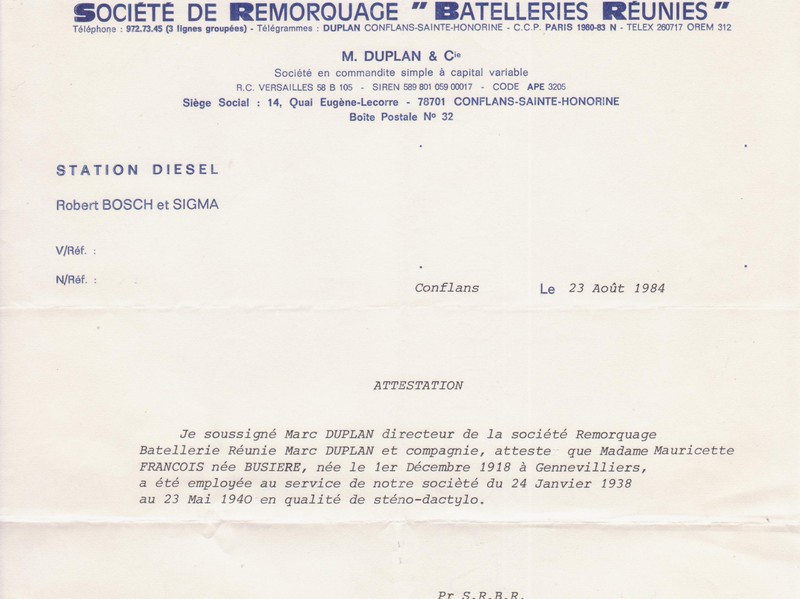 SOCIÉTÉ DE REMORQUAGE " BATELLERIES RÉUNIES "
Téléphone : 972.73.45 (3 lignes groupées) - Télégrammes : DUPLAN CONFLANS-SAINTE-HONORINE - C.C.P. PARIS 1980-83 N - TELEX 260717 OREM 312
M. DUPLAN & Cie
Société en commandite simple à capital variable
R.C. VERSAILLES 58 B 105 - SIREN 589 801 059 00017 - CODE APE 3205
Siège Social : 14, Quai Eugène-Lecorre - 78701 CONFLANS-SAINTE-HONORINE
Boîte Postale No 32
STATION DIESEL
Robert BOSCH et SIGMA
V/Réf. :
N/Réf. :
Conflans Le 23 Août 1984
ATTESTATION
Je soussigné Marc DUPLAN directeur de la société Remorquage
Batellerie Réunie Marc DUPLAN et compagnie, atteste que Madame Mauricette
FRANCOIS née BUSIERE, née le 1er Décembre 1918 à Gennevilliers,
a été employée au service de notre socièté du 24 Janvier 1938
au 23 Mai 1940 en qualité de sténo-dactylo.
Pr S.R.B.R.